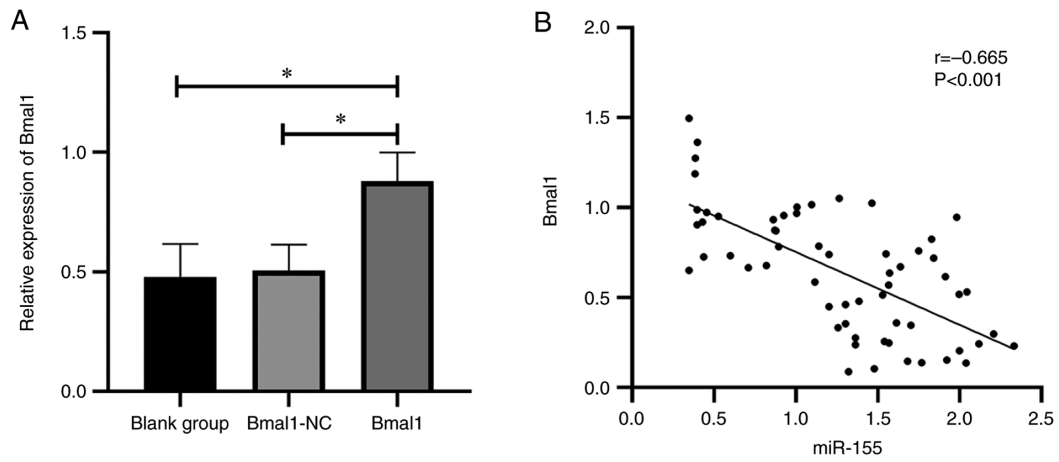 A
Relative expression of Bmal1
1.5
1.0
0.5
0.0
*
*
Blank group
Bmal1-NC
Bmal1
B
Bmal1
2.0
1.5
1.0
0.5
0.0
r=–0.665
P<0.001
0.0
0.5
1.0
1.5
2.0
2.5
miR-155